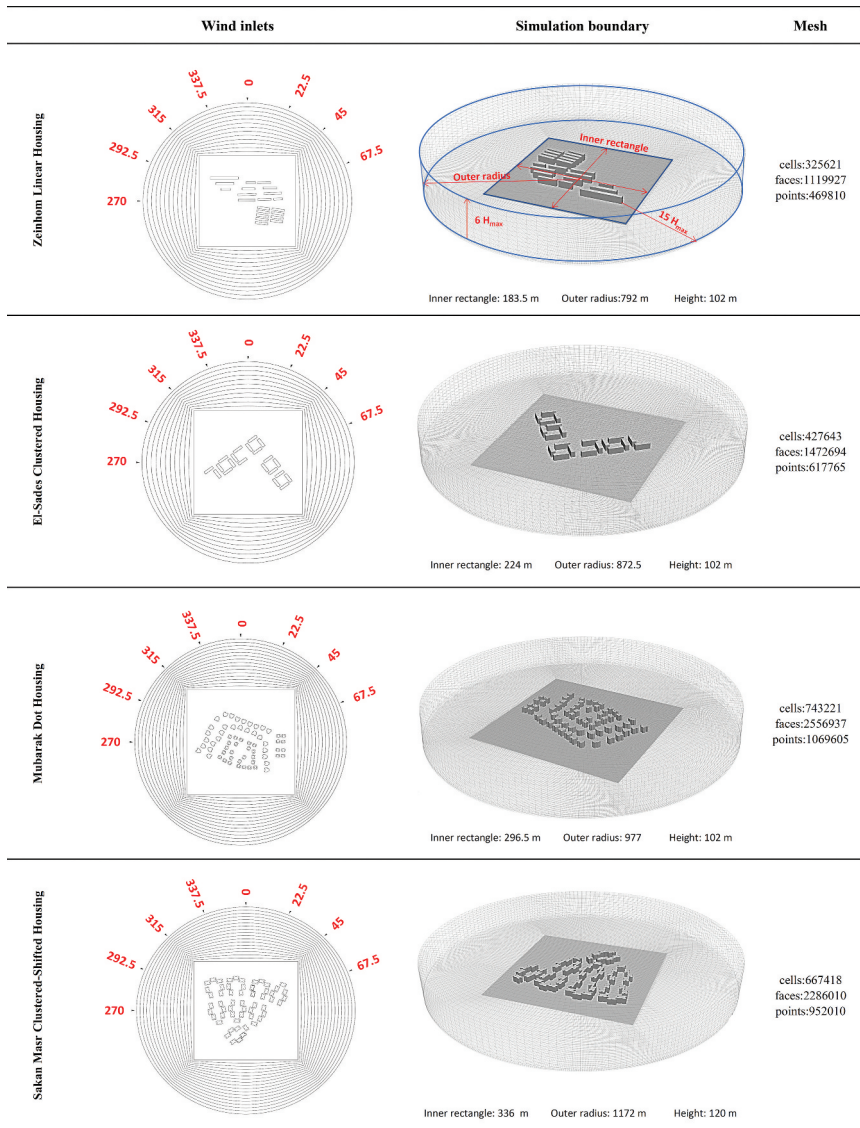 Wind inlets
Simulation boundary
Mesh
Zeinhom Linear Housing
270
292.5
315
337.5
0
22.5
45
67.5
Inner rectangle
Outer radius
6 Hmax
15 Hmax
Inner rectangle: 183.5 m Outer radius:792 m Height: 102 m
cells:325621
faces:1119927
points:469810
El-Sades Clustered Housing
270
292.5
315
337.5
0
22.5
45
67.5
Inner rectangle: 224 m Outer radius: 872.5 Height: 102 m
cells:427643
faces:1472694
points:617765
Mubarak Dot Housing
270
292.5
315
337.5
0
22.5
45
67.5
Inner rectangle: 296.5 m Outer radius: 977 Height: 102 m
cells:743221
faces:2556937
points:1069605
Sakan Masr Clustered-Shifted Housing
270
292.5
315
337.5
0
22.5
45
67.5
Inner rectangle: 336 m Outer radius: 1172 m Height: 120 m
cells:667418
faces:2286010
points:952010